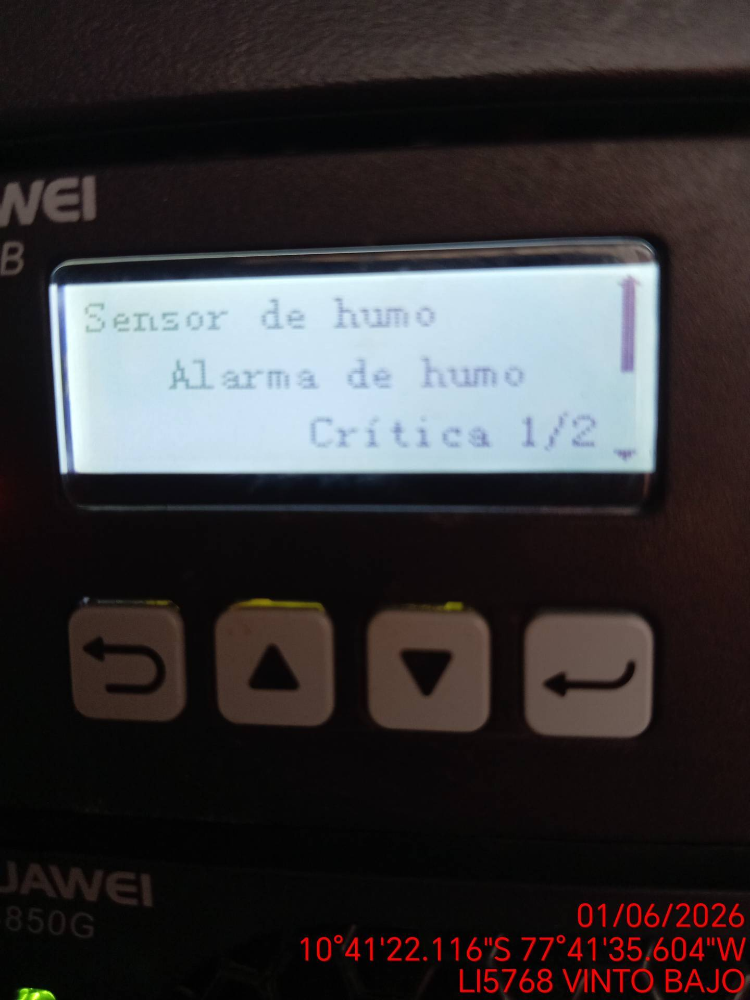 WEI
B
Sensor de humo
Alarma de humo
Crítica 1/2
UAWEI
850G
01/06/2026
10°41'22.116"S 77°41'35.604"W
LI5768 VINTO BAJO